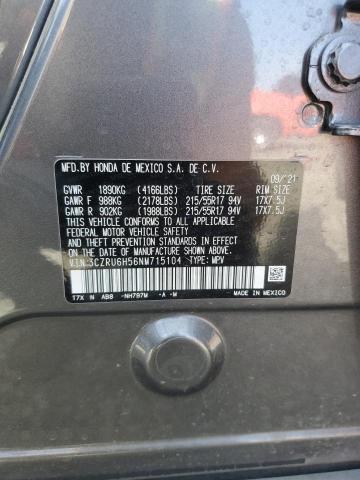 MFD.BY HONDA DE MEXICO S.A. DE C.V.
09/'21
GVWR 1890KG (4166LBS) TIRE SIZE RIM SIZE
GAWR F 989KG (2178LBS) 215/55R17 94V 17X7.5J
GAWR R 902KG (1988LBS) 215/55R17 94V 17X7.5J
THIS VEHICLE CONFORMS TO ALL APPLICABLE
FEDERAL MOTOR VEHICLE SAFETY AND THEFT
PREVENTION STANDARDS IN EFFECT ON THE DATE OF
MANUFACTURE SHOWN ABOVE.
V.I.N.:3CZRU6H56NM715104 TYPE: MPV
T7X N AB8 -NH797M -A -M MADE IN MEXICO